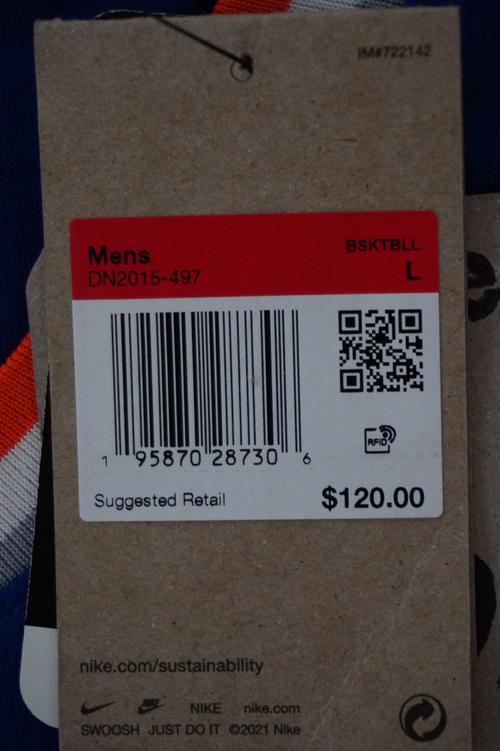 IM#722142
Mens
BSKTBLL
DN2015-497
L
RFID
1 95870 28730 6
Suggested Retail
$120.00
nike.com/sustainability
NIKE nike.com
SWOOSH JUST DO IT ©2021 Nike